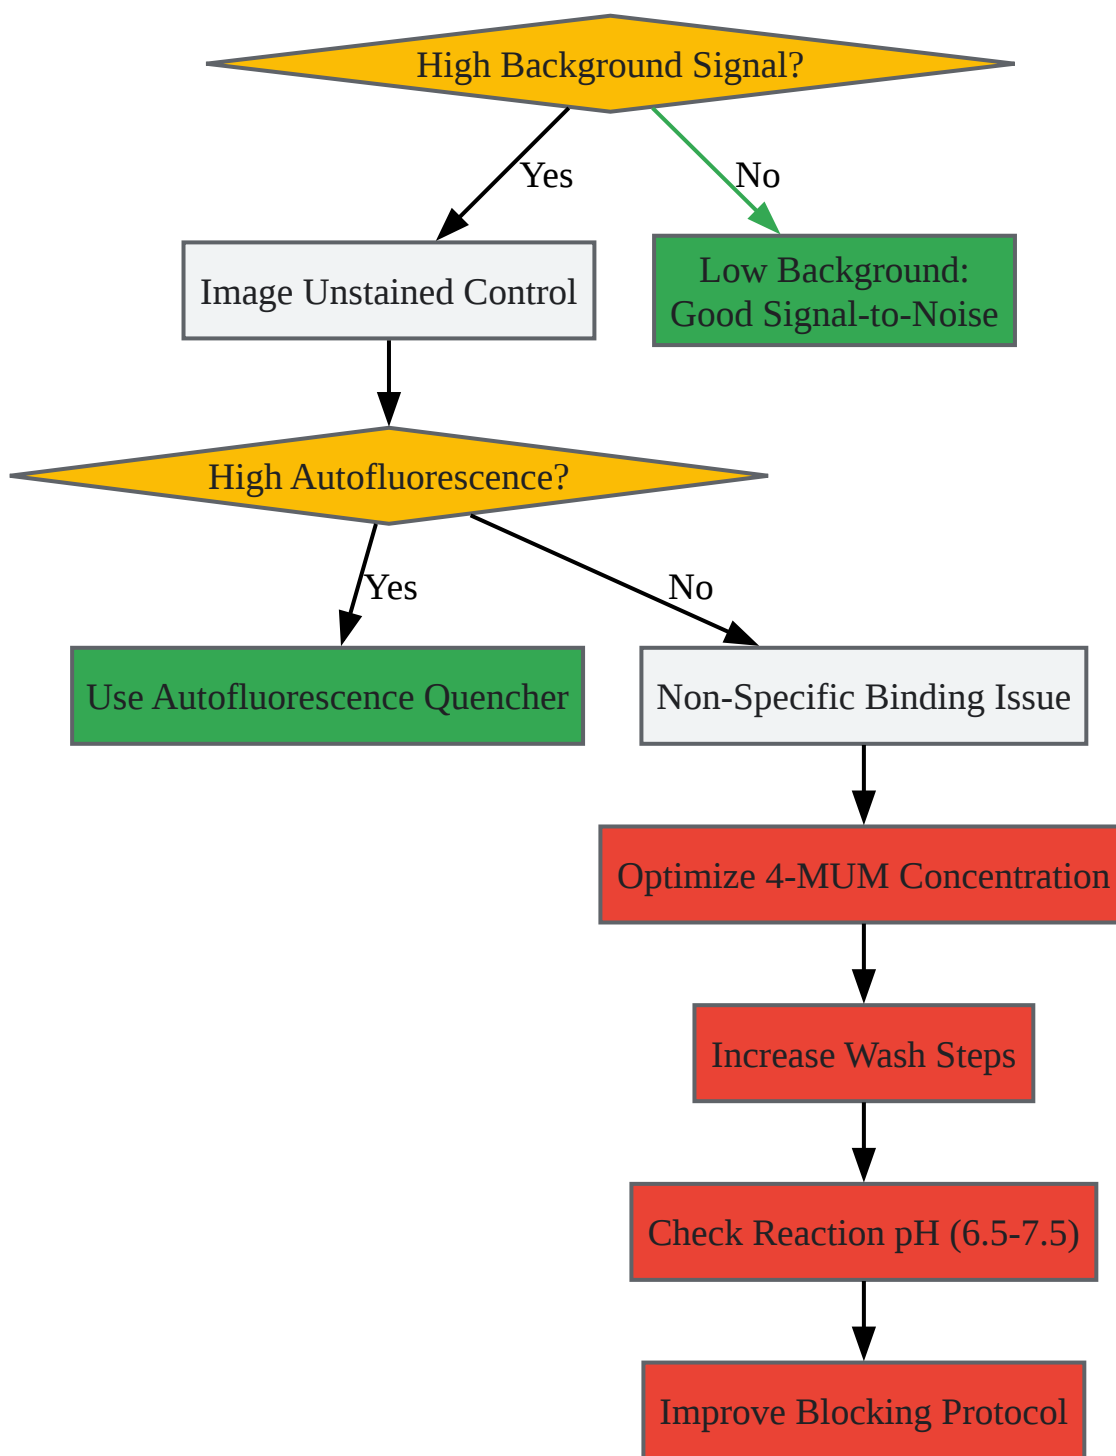 High Background Signal?
Yes
No
Image Unstained Control
Low Background:
Good Signal-to-Noise
High Autofluorescence?
Yes
No
Use Autofluorescence Quencher
Non-Specific Binding Issue
Optimize 4-MUM Concentration
Increase Wash Steps
Check Reaction pH (6.5-7.5)
Improve Blocking Protocol